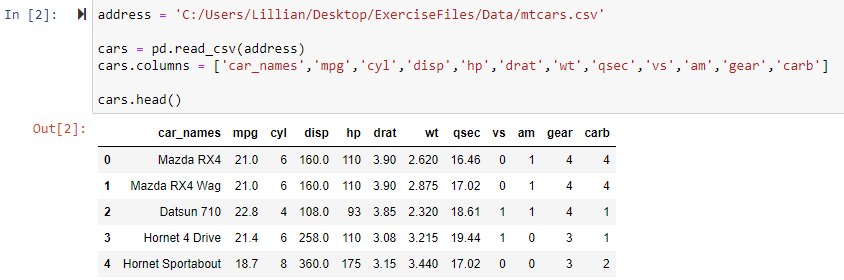 In [2]: address = 'C:/Users/Lillian/Desktop/ExerciseFiles/Data/mtcars.csv'
cars = pd.read_csv(address)
cars.columns = ['car_names','mpg','cyl','disp','hp','drat','wt','qsec','vs','am','gear','carb']
cars.head()
Out[2]:
car_names mpg cyl disp hp drat wt qsec vs am gear carb
0 Mazda RX4 21.0 6 160.0 110 3.90 2.620 16.46 0 1 4 4
1 Mazda RX4 Wag 21.0 6 160.0 110 3.90 2.875 17.02 0 1 4 4
2 Datsun 710 22.8 4 108.0 93 3.85 2.320 18.61 1 1 4 1
3 Hornet 4 Drive 21.4 6 258.0 110 3.08 3.215 19.44 1 0 3 1
4 Hornet Sportabout 18.7 8 360.0 175 3.15 3.440 17.02 0 0 3 2